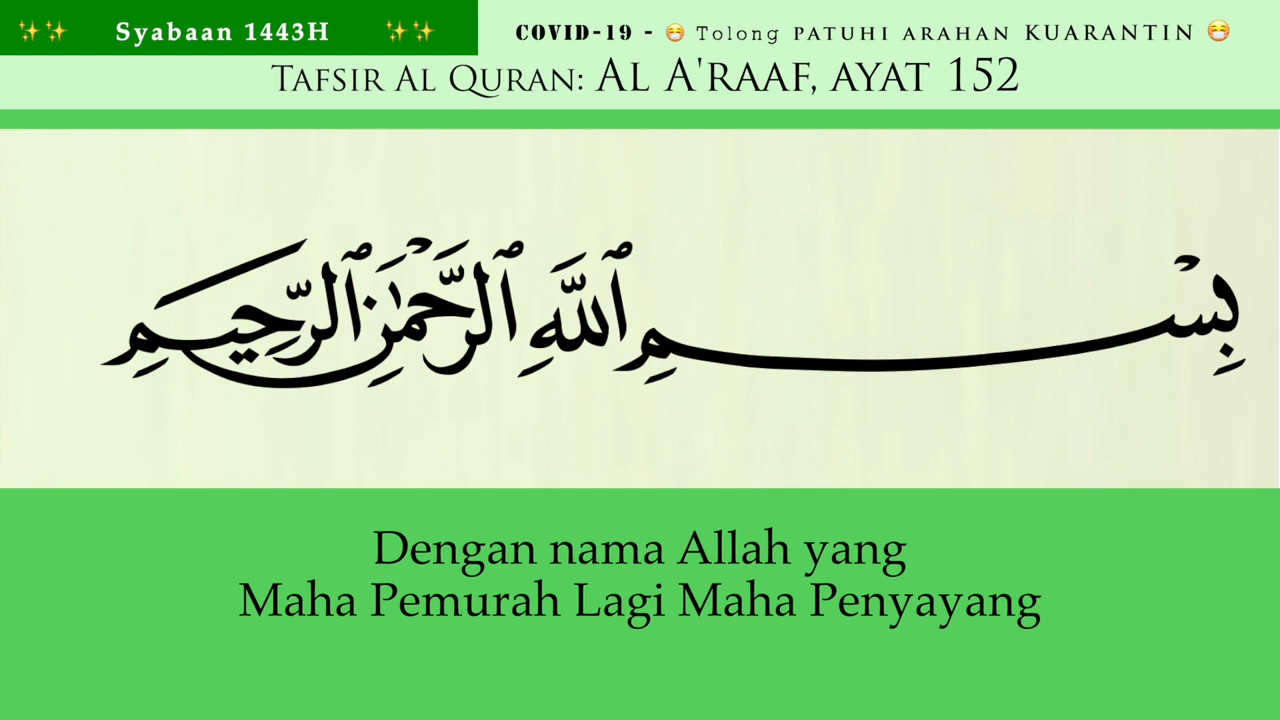 ✨✨ Syabaan 1443H ✨✨
COVID-19 - 😷 Tolong PATUHI ARAHAN KUARANTIN 😷
TAFSIR AL QURAN: AL A'RAAF, AYAT 152
بِسْمِ ٱللَّهِ ٱلرَّحْمَٰنِ ٱلرَّحِيمِ
Dengan nama Allah yang
Maha Pemurah Lagi Maha Penyayang